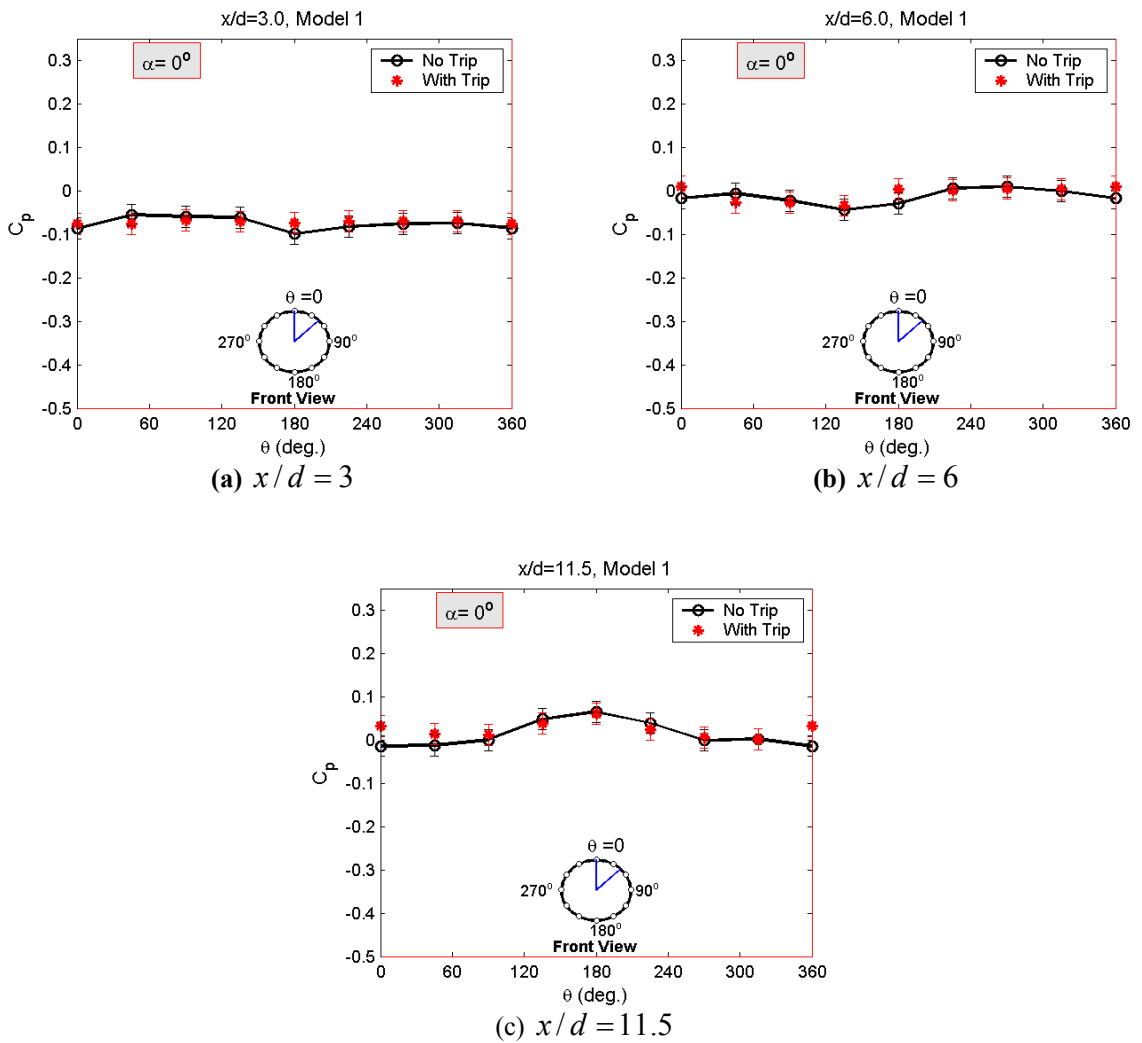 x/d=3.0, Model 1
α= 0°
No Trip
With Trip
0.3
0.2
0.1
0
-0.1
-0.2
-0.3
-0.4
-0.5
Cp
θ =0
270° 90°
180°
Front View
0 60 120 180 240 300 360
θ (deg.)
(a) x/d = 3
x/d=6.0, Model 1
α= 0°
No Trip
With Trip
0.3
0.2
0.1
0
-0.1
-0.2
-0.3
-0.4
-0.5
Cp
θ =0
270° 90°
180°
Front View
0 60 120 180 240 300 360
θ (deg.)
(b) x/d = 6
x/d=11.5, Model 1
α= 0°
No Trip
With Trip
0.3
0.2
0.1
0
-0.1
-0.2
-0.3
-0.4
-0.5
Cp
θ =0
270° 90°
180°
Front View
0 60 120 180 240 300 360
θ (deg.)
(c) x/d =11.5